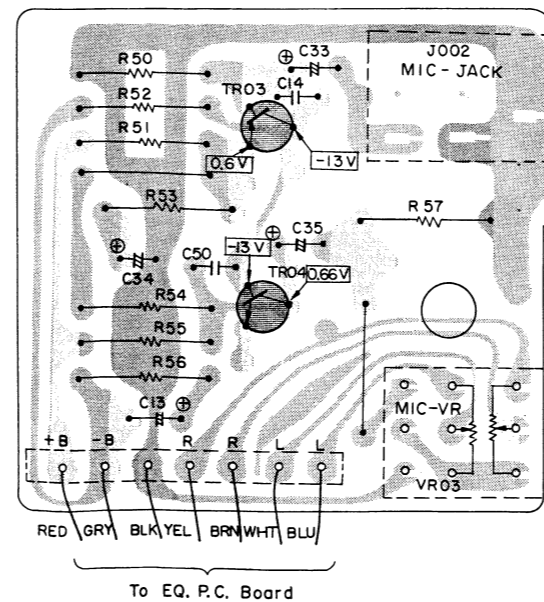 R50
C33
J002
MIC-JACK
R52
TR03
C14
R51
0.6V
-13V
R53
R57
C35
C50
-13V
C34
TR04
0.66V
R54
R55
R56
MIC-VR
C13
+B -B R R L L
VR03
RED GRY BLK YEL BRN WHT BLU
To EQ. P.C. Board